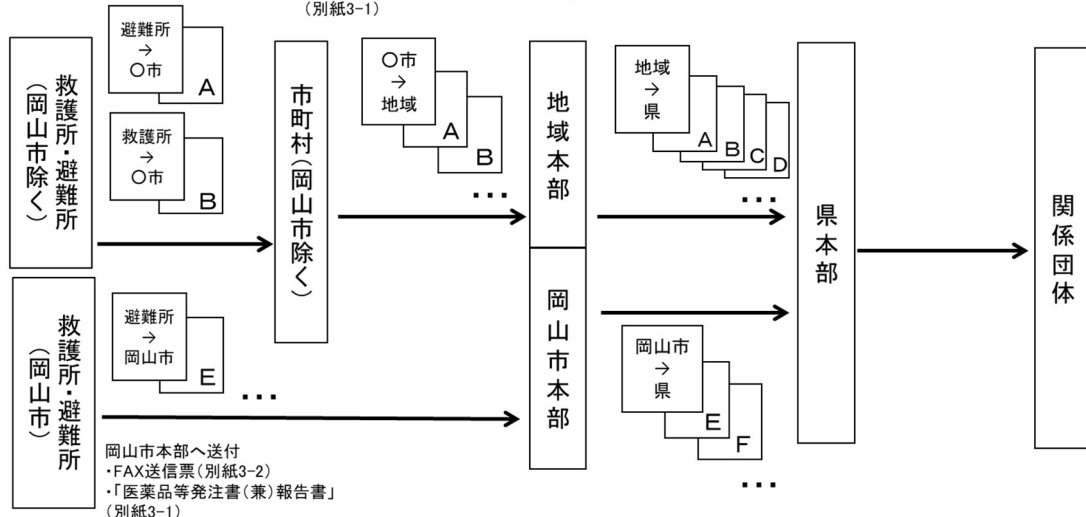 (別紙3-1)
救護所・避難所
(岡山市除く)
避難所
→
〇市
A
救護所
→
〇市
B
市町村(岡山市除く)
〇市
→
地域
A
B
…
地域本部
地域
→
県
A
B
C
D
…
県本部
関係団体
救護所・避難所
(岡山市)
避難所
→
岡山市
E
…
岡山市本部へ送付
・FAX送信票(別紙3-2)
・「医薬品等発注書(兼)報告書」
(別紙3-1)
岡山市本部
岡山市
→
県
E
F
…